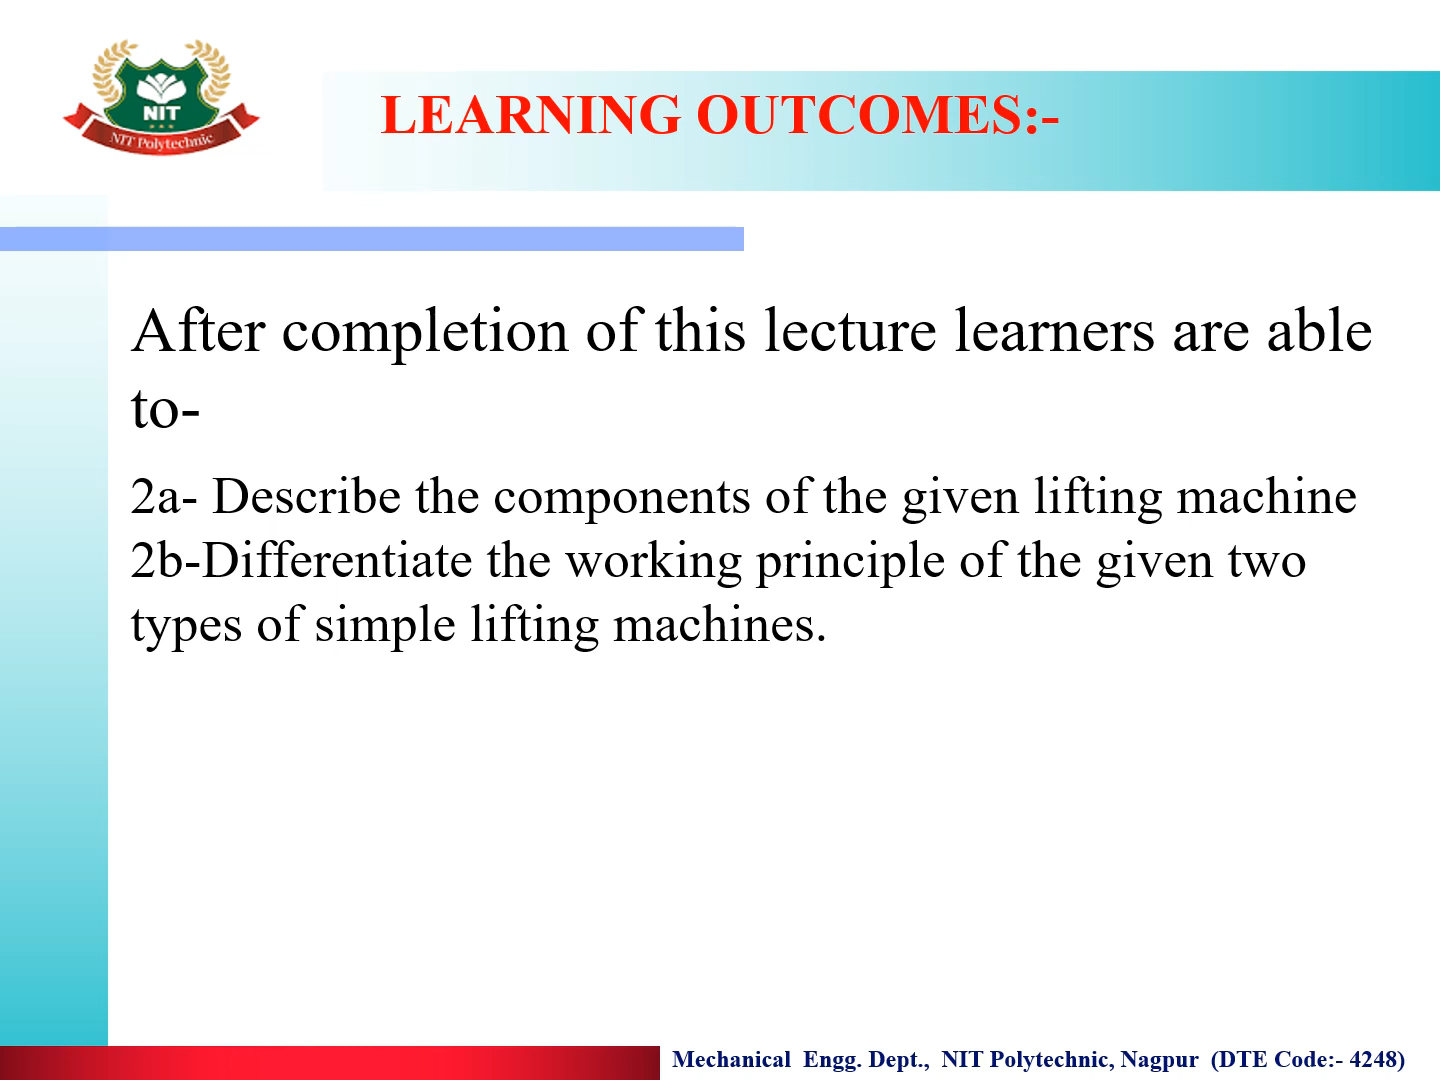 NIT
NIT Polytechnic
LEARNING OUTCOMES:-
After completion of this lecture learners are able
to-
2a- Describe the components of the given lifting machine
2b-Differentiate the working principle of the given two
types of simple lifting machines.
Mechanical Engg. Dept., NIT Polytechnic, Nagpur (DTE Code:- 4248)